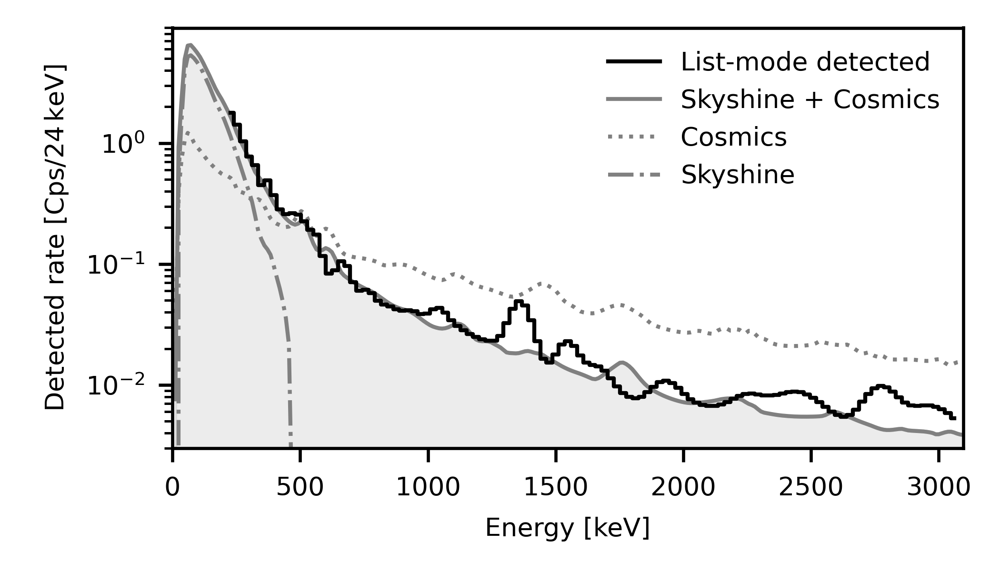 List-mode detected
Skyshine + Cosmics
Cosmics
Skyshine
Detected rate [Cps/24 keV]
10⁰
10⁻¹
10⁻²
0 500 1000 1500 2000 2500 3000
Energy [keV]